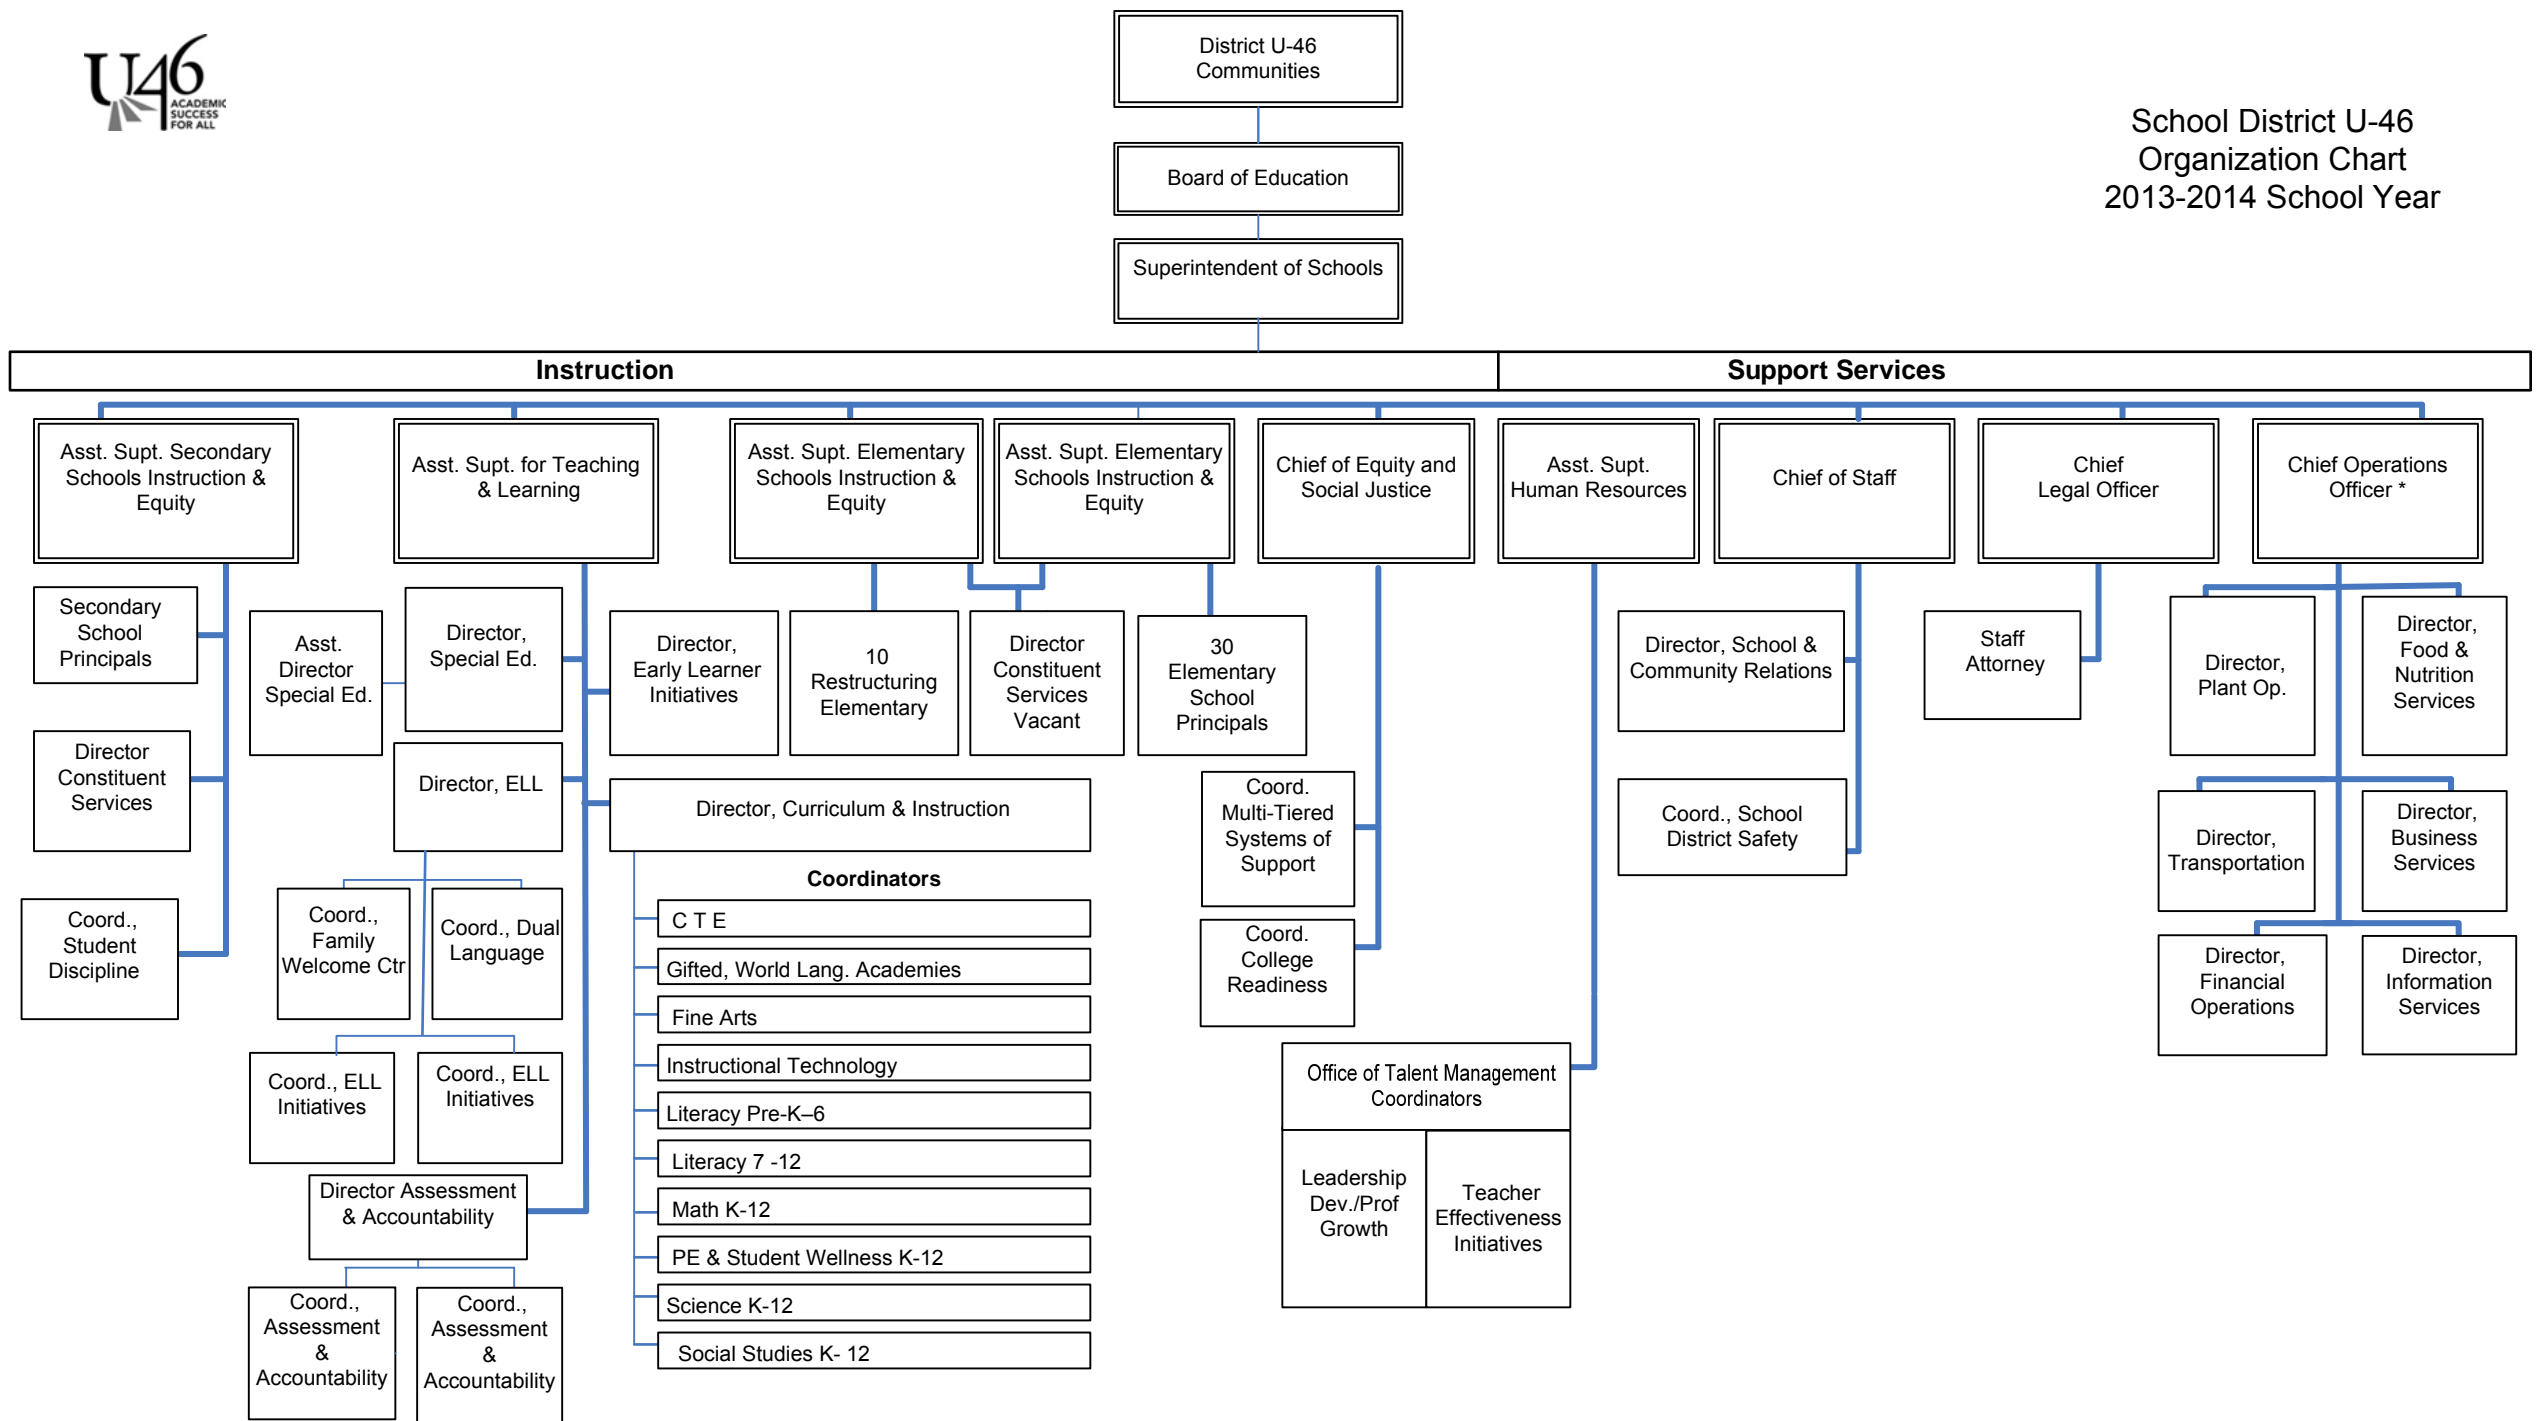 U46
ACADEMIC
SUCCESS
FOR ALL
District U-46
Communities
School District U-46
Organization Chart
2013-2014 School Year
Board of Education
Superintendent of Schools
Instruction
Support Services
Asst. Supt. Secondary
Schools Instruction &
Equity
Asst. Supt. for Teaching
& Learning
Asst. Supt. Elementary
Schools Instruction &
Equity
Asst. Supt. Elementary
Schools Instruction &
Equity
Chief of Equity and
Social Justice
Asst. Supt.
Human Resources
Chief of Staff
Chief
Legal Officer
Chief Operations
Officer *
Secondary
School
Principals
Asst.
Director
Special Ed.
Director,
Special Ed.
Director,
Early Learner
Initiatives
10
Restructuring
Elementary
Director
Constituent
Services
Vacant
30
Elementary
School
Principals
Director, School &
Community Relations
Staff
Attorney
Director,
Plant Op.
Director,
Food &
Nutrition
Services
Director
Constituent
Services
Director, ELL
Director, Curriculum & Instruction
Coord.
Multi-Tiered
Systems of
Support
Coord., School
District Safety
Director,
Transportation
Director,
Business
Services
Coord.,
Student
Discipline
Coord.,
Family
Welcome Ctr
Coord., Dual
Language
Coordinators
C T E
Gifted, World Lang. Academies
Fine Arts
Instructional Technology
Literacy Pre-K–6
Literacy 7 -12
Math K-12
PE & Student Wellness K-12
Science K-12
Social Studies K- 12
Coord.
College
Readiness
Director,
Financial
Operations
Director,
Information
Services
Coord., ELL
Initiatives
Coord., ELL
Initiatives
Office of Talent Management
Coordinators
Leadership
Dev./Prof
Growth
Teacher
Effectiveness
Initiatives
Director Assessment
& Accountability
Coord.,
Assessment
&
Accountability
Coord.,
Assessment
&
Accountability